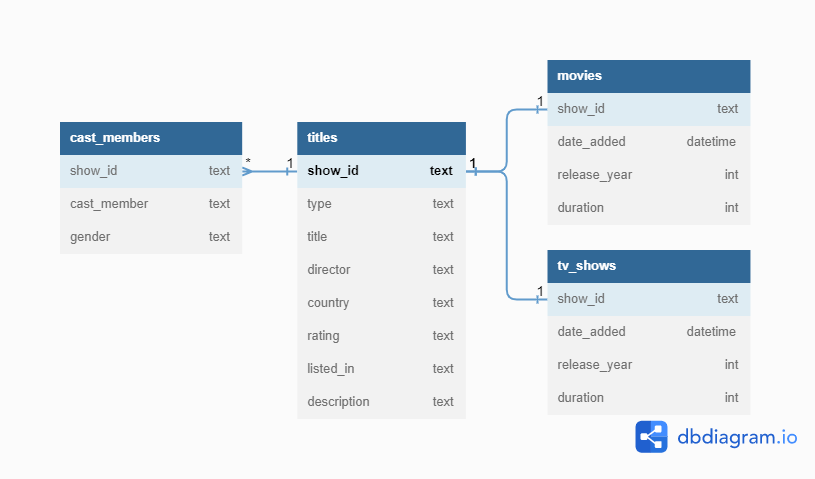 cast_members
show_id text
cast_member text
gender text
* 1
titles
show_id text
type text
title text
director text
country text
rating text
listed_in text
description text
1 1
movies
show_id text
date_added datetime
release_year int
duration int
1
tv_shows
show_id text
date_added datetime
release_year int
duration int
dbdiagram.io